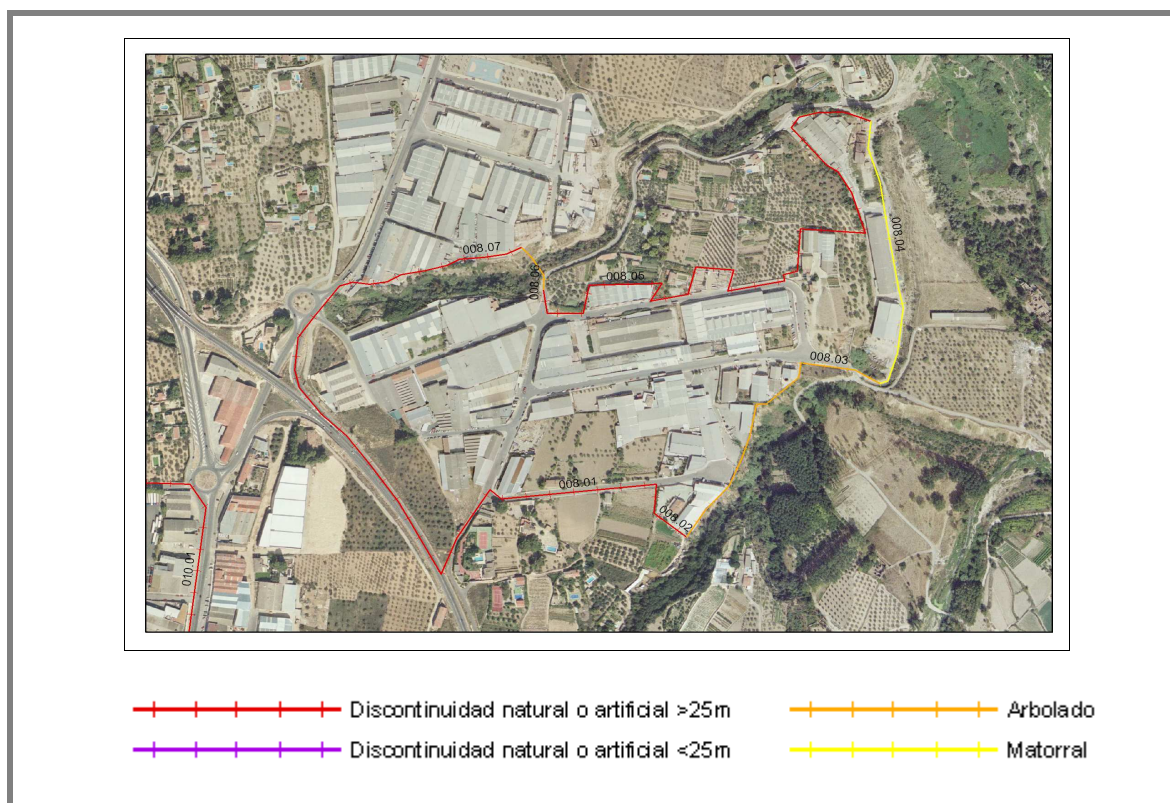 008.07
008.04
008.06
008.05
008.03
008.01
008.02
010.01
Discontinuidad natural o artificial >25m
Arbolado
Discontinuidad natural o artificial <25m
Matorral